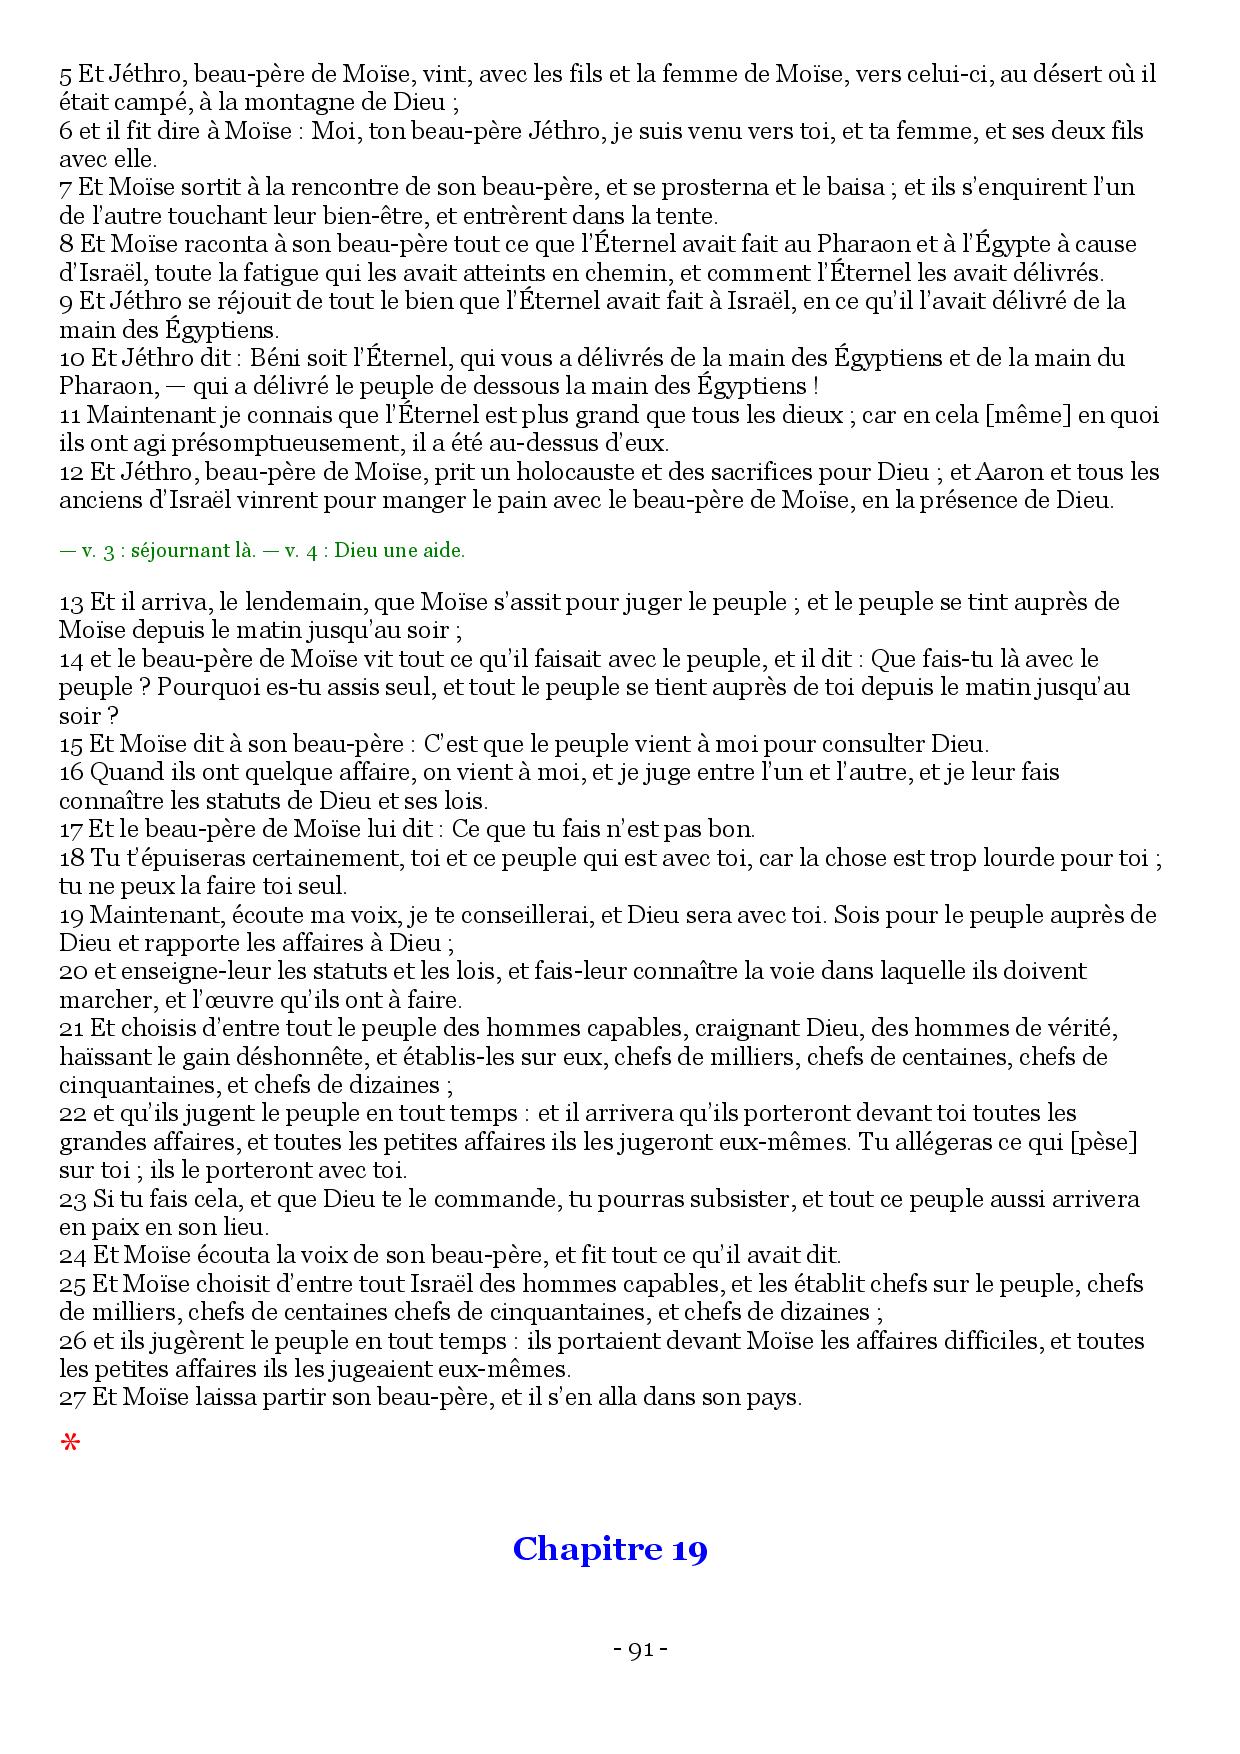 5 Et Jéthro, beau-père de Moïse, vint, avec les fils et la femme de Moïse, vers celui-ci, au désert où il
était campé, à la montagne de Dieu ;
6 et il fit dire à Moïse : Moi, ton beau-père Jéthro, je suis venu vers toi, et ta femme, et ses deux fils
avec elle.
7 Et Moïse sortit à la rencontre de son beau-père, et se prosterna et le baisa ; et ils s’enquirent l’un
de l’autre touchant leur bien-être, et entrèrent dans la tente.
8 Et Moïse raconta à son beau-père tout ce que l’Éternel avait fait au Pharaon et à l’Égypte à cause
d’Israël, toute la fatigue qui les avait atteints en chemin, et comment l’Éternel les avait délivrés.
9 Et Jéthro se réjouit de tout le bien que l’Éternel avait fait à Israël, en ce qu’il l’avait délivré de la
main des Égyptiens.
10 Et Jéthro dit : Béni soit l’Éternel, qui vous a délivrés de la main des Égyptiens et de la main du
Pharaon, — qui a délivré le peuple de dessous la main des Égyptiens !
11 Maintenant je connais que l’Éternel est plus grand que tous les dieux ; car en cela [même] en quoi
ils ont agi présomptueusement, il a été au-dessus d’eux.
12 Et Jéthro, beau-père de Moïse, prit un holocauste et des sacrifices pour Dieu ; et Aaron et tous les
anciens d’Israël vinrent pour manger le pain avec le beau-père de Moïse, en la présence de Dieu.
— v. 3 : séjournant là. — v. 4 : Dieu une aide.
13 Et il arriva, le lendemain, que Moïse s’assit pour juger le peuple ; et le peuple se tint auprès de
Moïse depuis le matin jusqu’au soir ;
14 et le beau-père de Moïse vit tout ce qu’il faisait avec le peuple, et il dit : Que fais-tu là avec le
peuple ? Pourquoi es-tu assis seul, et tout le peuple se tient auprès de toi depuis le matin jusqu’au
soir ?
15 Et Moïse dit à son beau-père : C’est que le peuple vient à moi pour consulter Dieu.
16 Quand ils ont quelque affaire, on vient à moi, et je juge entre l’un et l’autre, et je leur fais
connaître les statuts de Dieu et ses lois.
17 Et le beau-père de Moïse lui dit : Ce que tu fais n’est pas bon.
18 Tu t’épuiseras certainement, toi et ce peuple qui est avec toi, car la chose est trop lourde pour toi ;
tu ne peux la faire toi seul.
19 Maintenant, écoute ma voix, je te conseillerai, et Dieu sera avec toi. Sois pour le peuple auprès de
Dieu et rapporte les affaires à Dieu ;
20 et enseigne-leur les statuts et les lois, et fais-leur connaître la voie dans laquelle ils doivent
marcher, et l’œuvre qu’ils ont à faire.
21 Et choisis d’entre tout le peuple des hommes capables, craignant Dieu, des hommes de vérité,
haïssant le gain déshonnête, et établis-les sur eux, chefs de milliers, chefs de centaines, chefs de
cinquantaines, et chefs de dizaines ;
22 et qu’ils jugent le peuple en tout temps : et il arrivera qu’ils porteront devant toi toutes les
grandes affaires, et toutes les petites affaires ils les jugeront eux-mêmes. Tu allégeras ce qui [pèse]
sur toi ; ils le porteront avec toi.
23 Si tu fais cela, et que Dieu te le commande, tu pourras subsister, et tout ce peuple aussi arrivera
en paix en son lieu.
24 Et Moïse écouta la voix de son beau-père, et fit tout ce qu’il avait dit.
25 Et Moïse choisit d’entre tout Israël des hommes capables, et les établit chefs sur le peuple, chefs
de milliers, chefs de centaines chefs de cinquantaines, et chefs de dizaines ;
26 et ils jugèrent le peuple en tout temps : ils portaient devant Moïse les affaires difficiles, et toutes
les petites affaires ils les jugeaient eux-mêmes.
27 Et Moïse laissa partir son beau-père, et il s’en alla dans son pays.
*
Chapitre 19
- 91 -